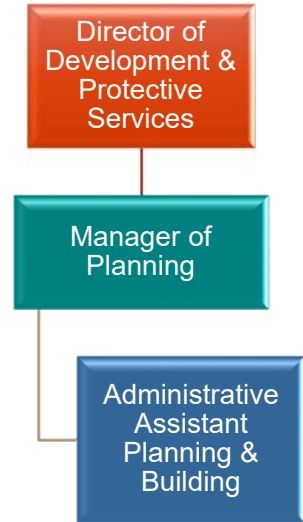 Director of
Development &
Protective
Services
Manager of
Planning
Administrative
Assistant
Planning &
Building